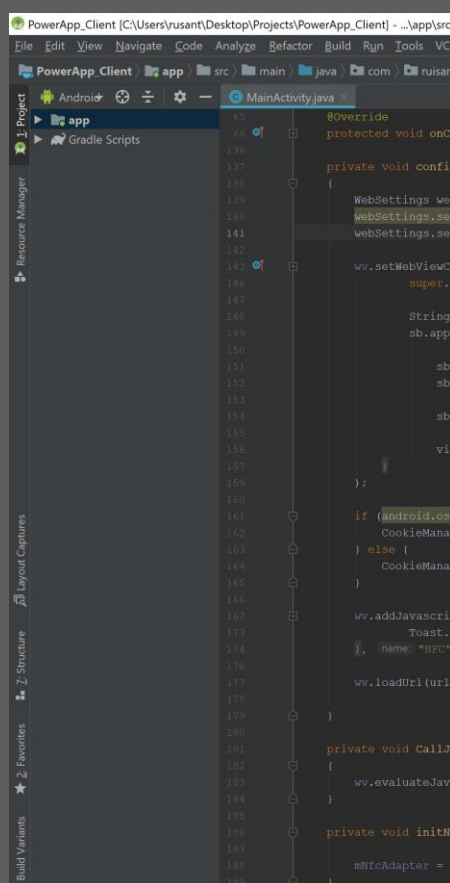 PowerApp_Client [C:\Users\rusant\Desktop\Projects\PowerApp_Client] - ...\app\src
File Edit View Navigate Code Analyze Refactor Build Run Tools VC
PowerApp_Client app src main java com ruisan
Android
MainActivity.java
1: Project
app
Gradle Scripts
Resource Manager
Layout Captures
7: Structure
2: Favorites
Build Variants
65 @Override
66 protected void onC
136
137 private void confi
138 {
139 WebSettings we
140 webSettings.se
141 webSettings.se
142
143 wv.setWebViewC
146 super.
147
148 String
149 sb.app
150
151 sb
152 sb
153
154 sb
155
156 vi
157 }
159 );
160
161 if (android.os
162 CookieMana
163 } else {
164 CookieMana
165 }
166
167 wv.addJavascri
173 Toast.
174 }, name: "NFC"
176
177 wv.loadUrl(url
178
179 }
180
181 private void CallJ
182 {
183 wv.evaluateJav
184 }
185
186 private void initN
187
188 mNfcAdapter =
189 }